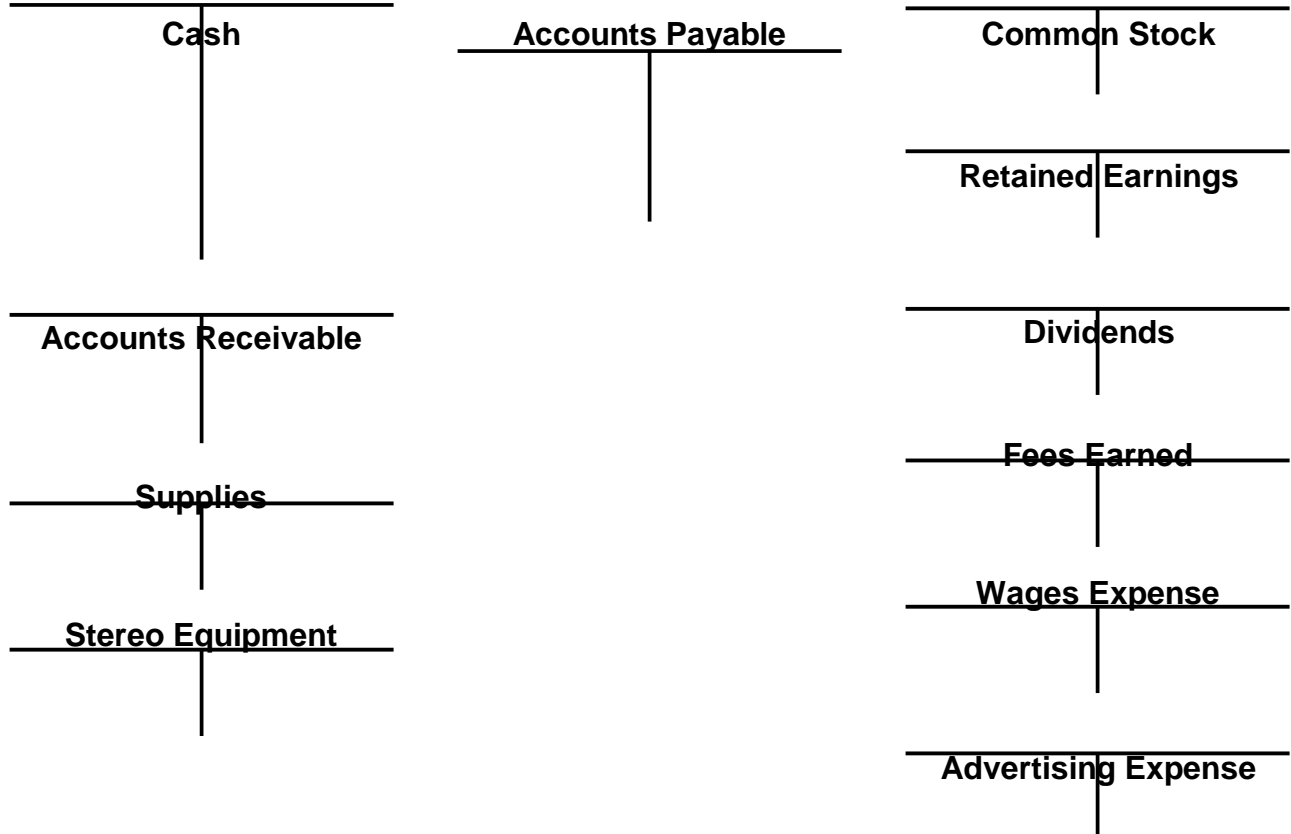 Cash
Accounts Payable
Common Stock
Retained Earnings
Accounts Receivable
Dividends
Fees Earned
Supplies
Wages Expense
Stereo Equipment
Advertising Expense